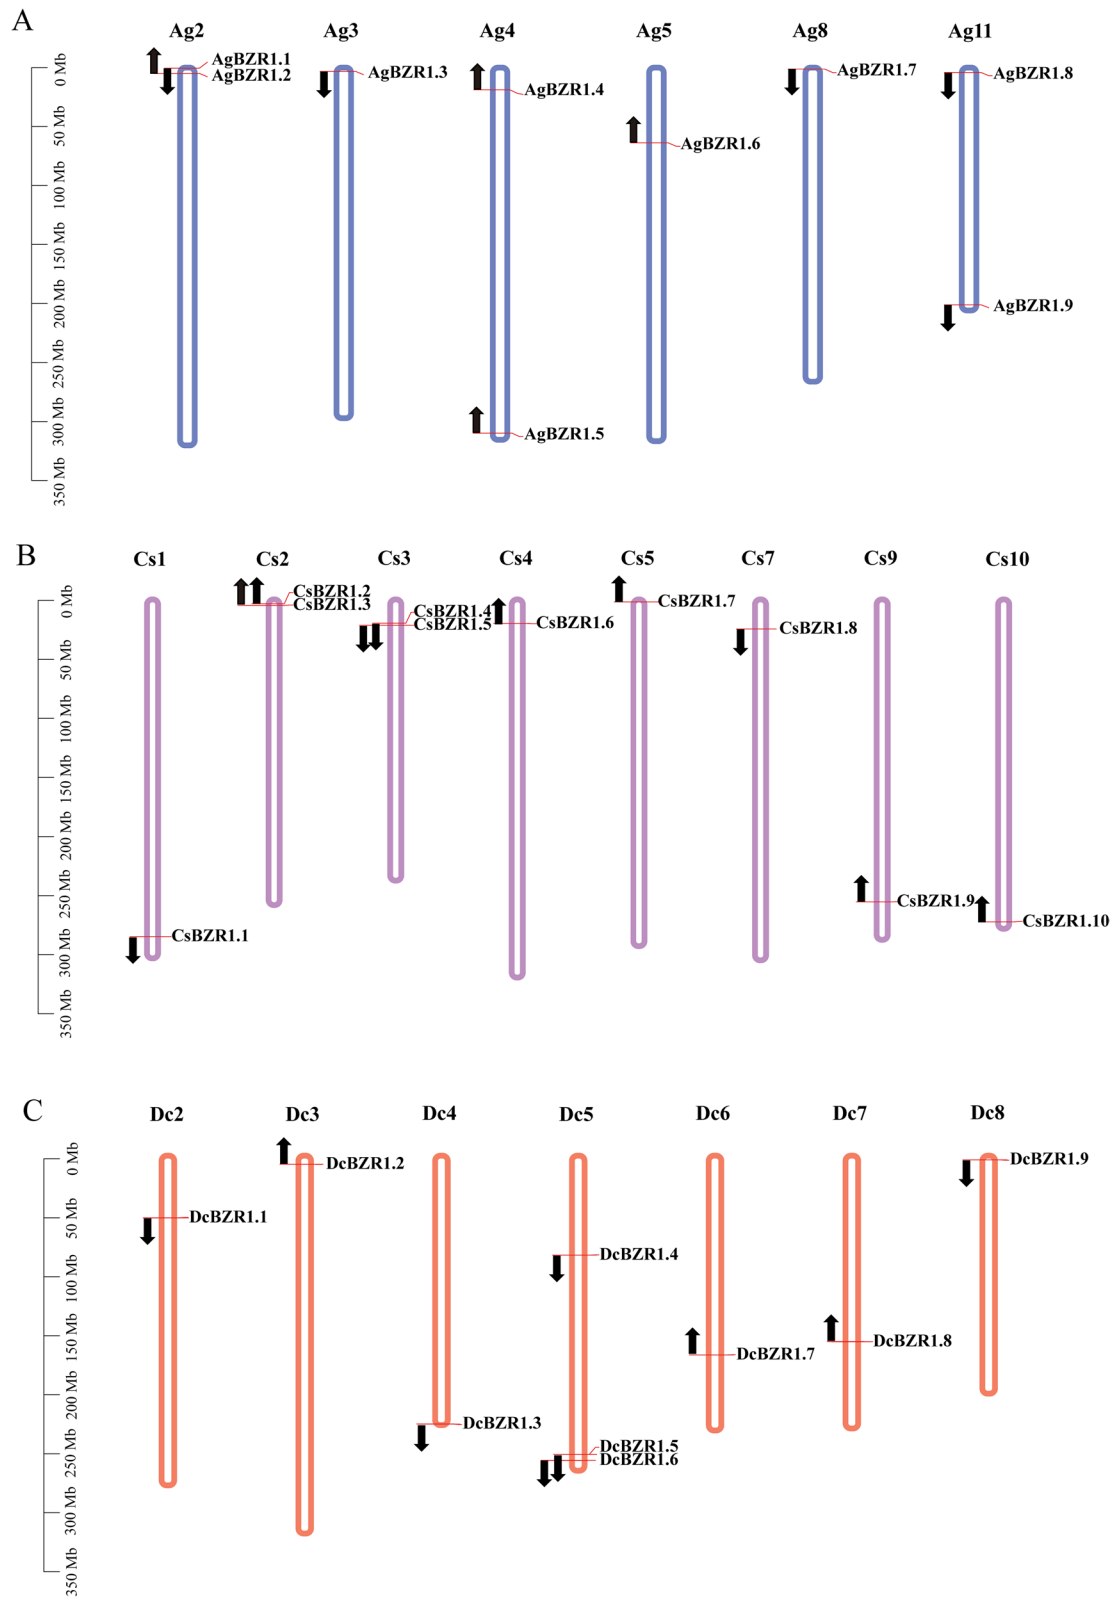 A
Ag2
Ag3
Ag4
Ag5
Ag8
Ag11
0 Mb
50 Mb
100 Mb
150 Mb
200 Mb
250 Mb
300 Mb
350 Mb
AgBZR1.1
AgBZR1.2
AgBZR1.3
AgBZR1.4
AgBZR1.5
AgBZR1.6
AgBZR1.7
AgBZR1.8
AgBZR1.9
B
Cs1
Cs2
Cs3
Cs4
Cs5
Cs7
Cs9
Cs10
0 Mb
50 Mb
100 Mb
150 Mb
200 Mb
250 Mb
300 Mb
350 Mb
CsBZR1.1
CsBZR1.2
CsBZR1.3
CsBZR1.4
CsBZR1.5
CsBZR1.6
CsBZR1.7
CsBZR1.8
CsBZR1.9
CsBZR1.10
C
Dc2
Dc3
Dc4
Dc5
Dc6
Dc7
Dc8
0 Mb
50 Mb
100 Mb
150 Mb
200 Mb
250 Mb
300 Mb
350 Mb
DcBZR1.1
DcBZR1.2
DcBZR1.3
DcBZR1.4
DcBZR1.5
DcBZR1.6
DcBZR1.7
DcBZR1.8
DcBZR1.9